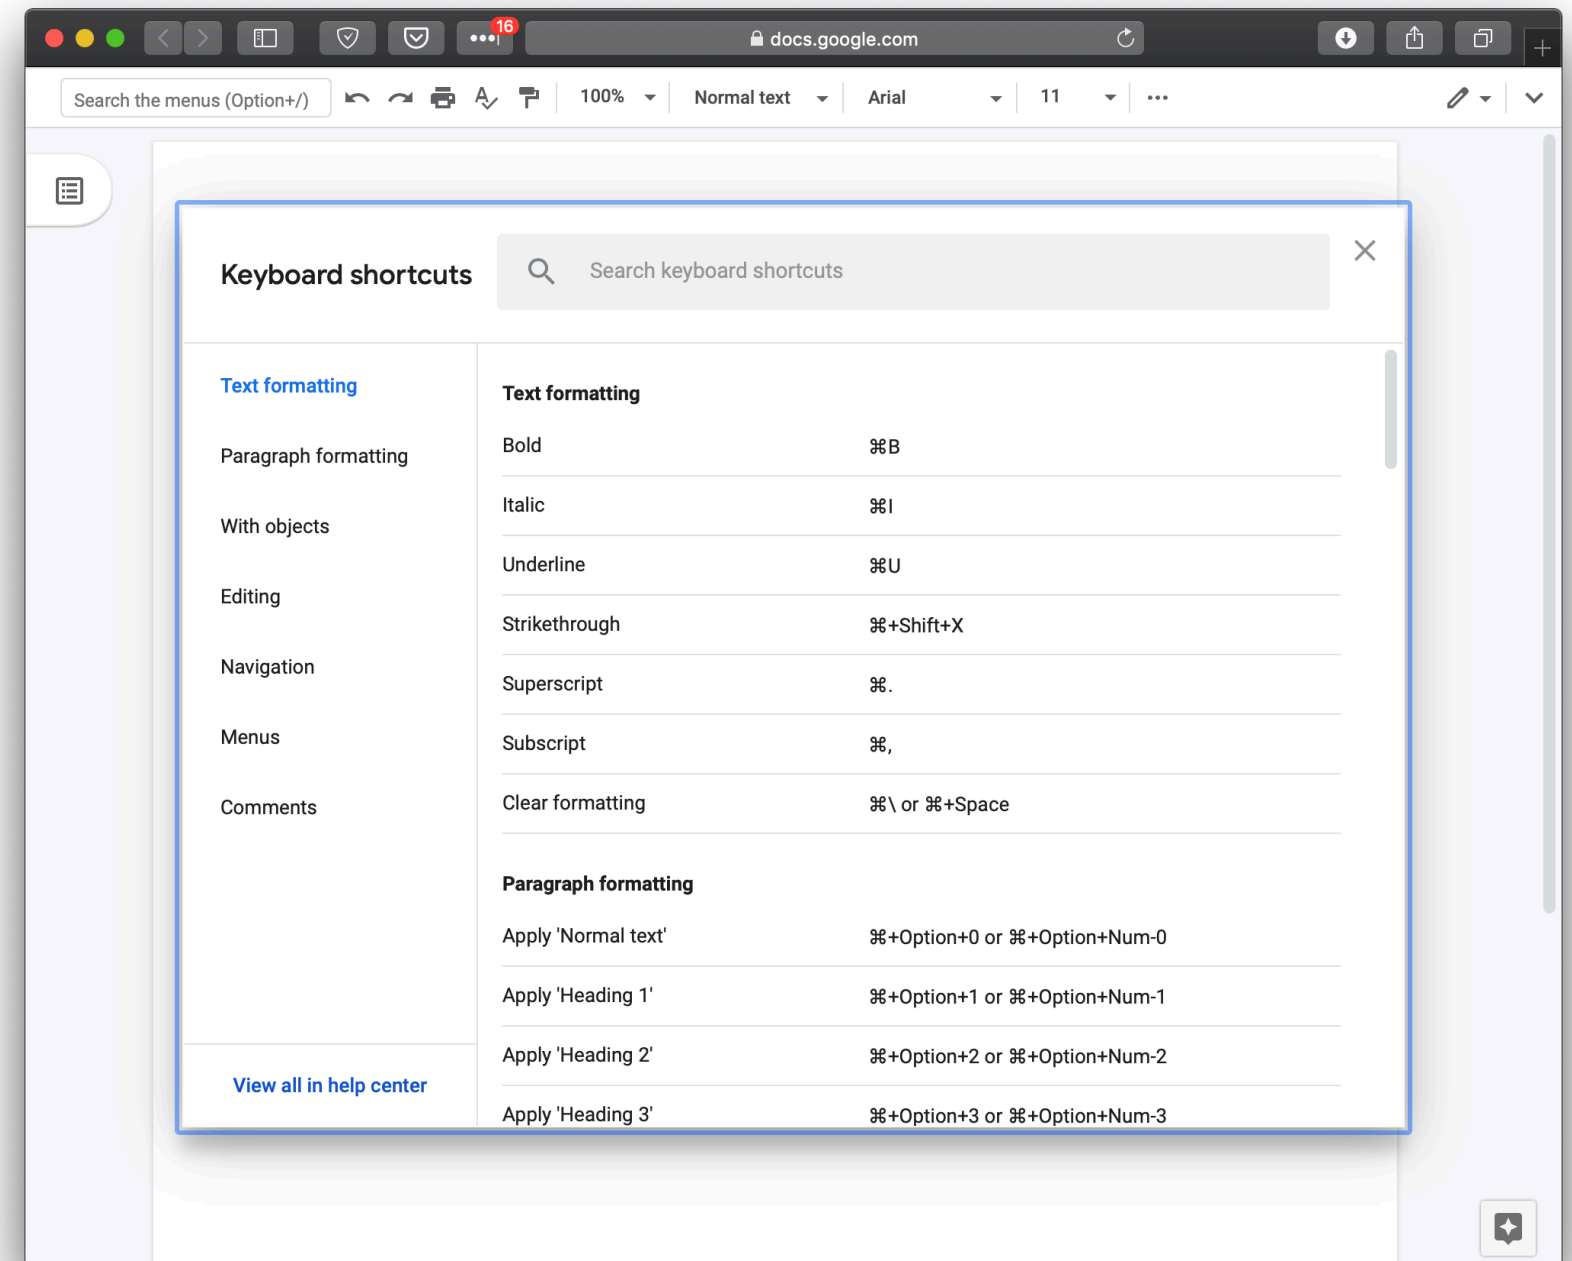 16
docs.google.com
Search the menus (Option+/)
100%
Normal text
Arial
11
Keyboard shortcuts
Search keyboard shortcuts
Text formatting
Paragraph formatting
With objects
Editing
Navigation
Menus
Comments
View all in help center
Text formatting
Bold ⌘B
Italic ⌘I
Underline ⌘U
Strikethrough ⌘+Shift+X
Superscript ⌘.
Subscript ⌘,
Clear formatting ⌘\ or ⌘+Space
Paragraph formatting
Apply 'Normal text' ⌘+Option+0 or ⌘+Option+Num-0
Apply 'Heading 1' ⌘+Option+1 or ⌘+Option+Num-1
Apply 'Heading 2' ⌘+Option+2 or ⌘+Option+Num-2
Apply 'Heading 3' ⌘+Option+3 or ⌘+Option+Num-3